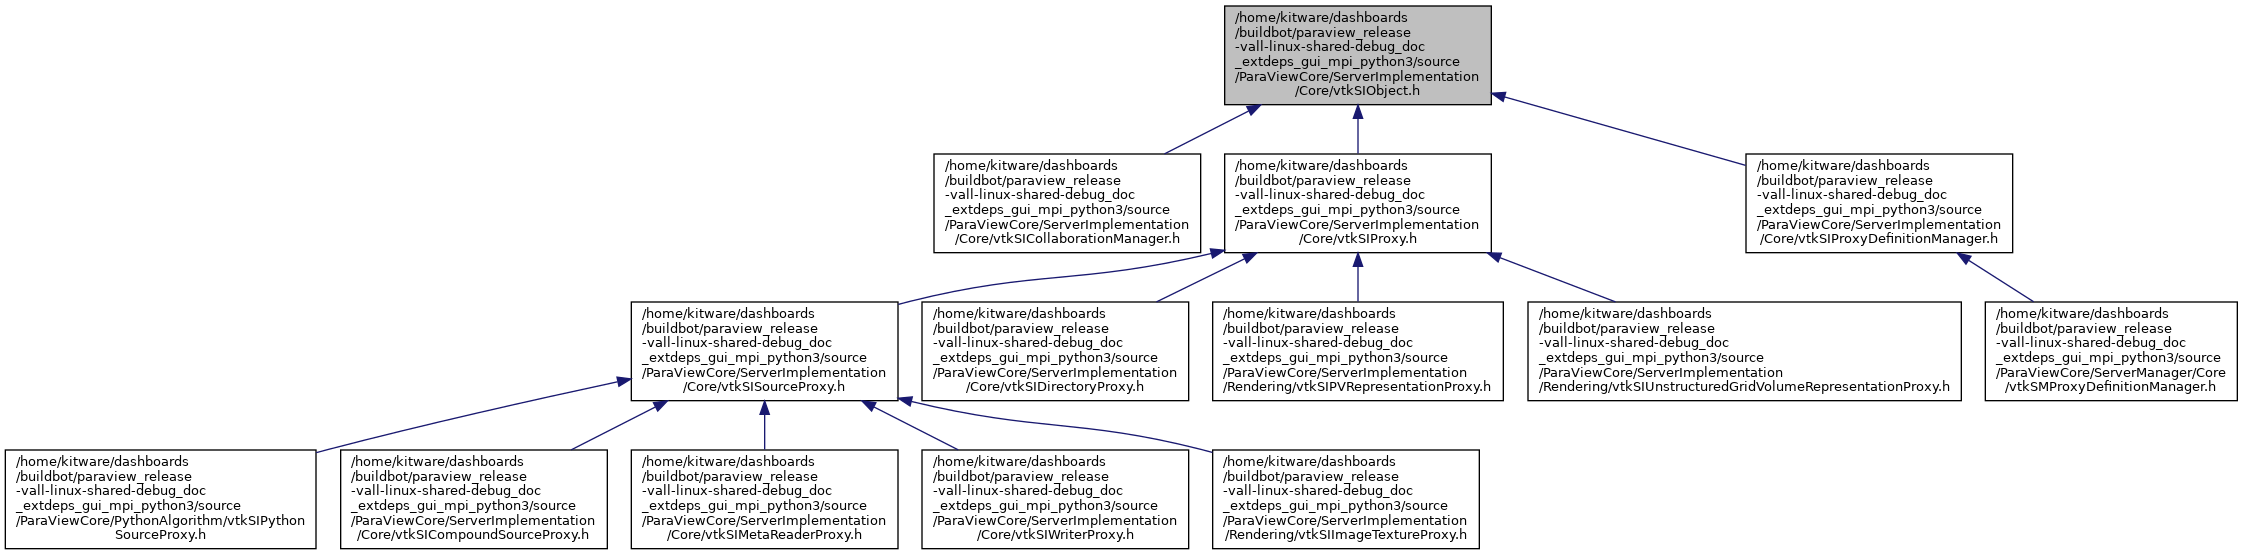 /home/kitware/dashboards
/buildbot/paraview_release
-vall-linux-shared-debug_doc
_extdeps_gui_mpi_python3/source
/ParaViewCore/ServerImplementation
/Core/vtkSIObject.h
/home/kitware/dashboards
/buildbot/paraview_release
-vall-linux-shared-debug_doc
_extdeps_gui_mpi_python3/source
/ParaViewCore/ServerImplementation
/Core/vtkSICollaborationManager.h
/home/kitware/dashboards
/buildbot/paraview_release
-vall-linux-shared-debug_doc
_extdeps_gui_mpi_python3/source
/ParaViewCore/ServerImplementation
/Core/vtkSIProxy.h
/home/kitware/dashboards
/buildbot/paraview_release
-vall-linux-shared-debug_doc
_extdeps_gui_mpi_python3/source
/ParaViewCore/ServerImplementation
/Core/vtkSIProxyDefinitionManager.h
/home/kitware/dashboards
/buildbot/paraview_release
-vall-linux-shared-debug_doc
_extdeps_gui_mpi_python3/source
/ParaViewCore/ServerImplementation
/Core/vtkSISourceProxy.h
/home/kitware/dashboards
/buildbot/paraview_release
-vall-linux-shared-debug_doc
_extdeps_gui_mpi_python3/source
/ParaViewCore/ServerImplementation
/Core/vtkSIDirectoryProxy.h
/home/kitware/dashboards
/buildbot/paraview_release
-vall-linux-shared-debug_doc
_extdeps_gui_mpi_python3/source
/ParaViewCore/ServerImplementation
/Rendering/vtkSIPVRepresentationProxy.h
/home/kitware/dashboards
/buildbot/paraview_release
-vall-linux-shared-debug_doc
_extdeps_gui_mpi_python3/source
/ParaViewCore/ServerImplementation
/Rendering/vtkSIUnstructuredGridVolumeRepresentationProxy.h
/home/kitware/dashboards
/buildbot/paraview_release
-vall-linux-shared-debug_doc
_extdeps_gui_mpi_python3/source
/ParaViewCore/ServerManager/Core
/vtkSMProxyDefinitionManager.h
/home/kitware/dashboards
/buildbot/paraview_release
-vall-linux-shared-debug_doc
_extdeps_gui_mpi_python3/source
/ParaViewCore/PythonAlgorithm/vtkSIPython
SourceProxy.h
/home/kitware/dashboards
/buildbot/paraview_release
-vall-linux-shared-debug_doc
_extdeps_gui_mpi_python3/source
/ParaViewCore/ServerImplementation
/Core/vtkSICompoundSourceProxy.h
/home/kitware/dashboards
/buildbot/paraview_release
-vall-linux-shared-debug_doc
_extdeps_gui_mpi_python3/source
/ParaViewCore/ServerImplementation
/Core/vtkSIMetaReaderProxy.h
/home/kitware/dashboards
/buildbot/paraview_release
-vall-linux-shared-debug_doc
_extdeps_gui_mpi_python3/source
/ParaViewCore/ServerImplementation
/Core/vtkSIWriterProxy.h
/home/kitware/dashboards
/buildbot/paraview_release
-vall-linux-shared-debug_doc
_extdeps_gui_mpi_python3/source
/ParaViewCore/ServerImplementation
/Rendering/vtkSIImageTextureProxy.h